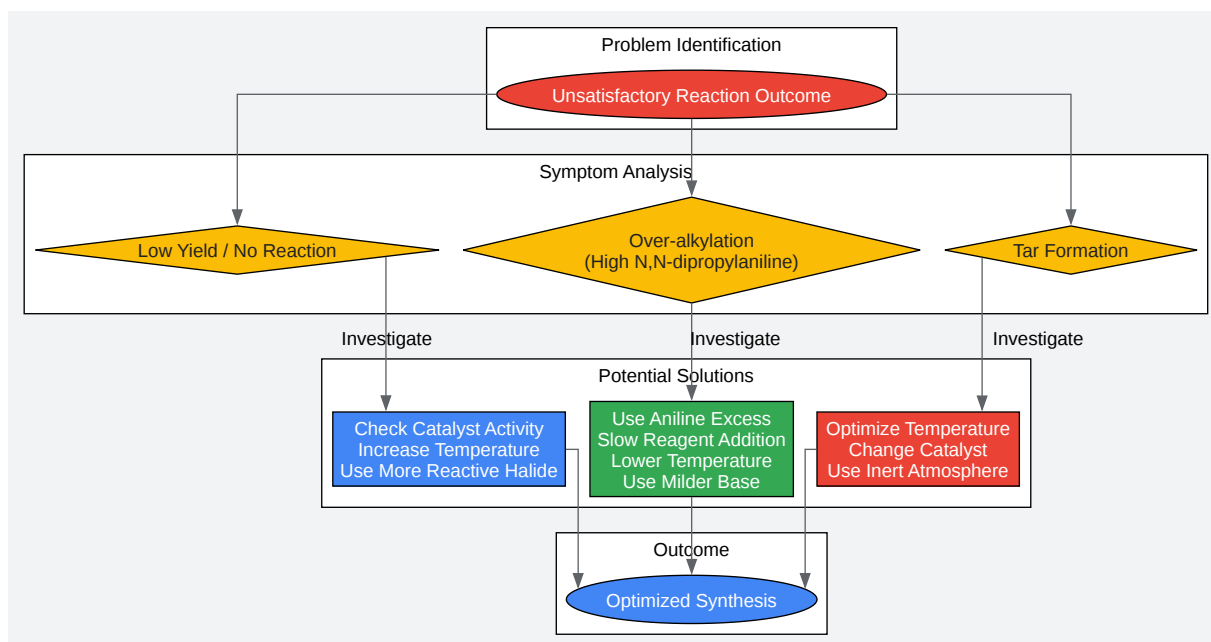 Problem Identification
Unsatisfactory Reaction Outcome
Symptom Analysis
Low Yield / No Reaction
Over-alkylation
(High N,N-dipropylaniline)
Tar Formation
Investigate
Investigate
Investigate
Potential Solutions
Check Catalyst Activity
Increase Temperature
Use More Reactive Halide
Use Aniline Excess
Slow Reagent Addition
Lower Temperature
Use Milder Base
Optimize Temperature
Change Catalyst
Use Inert Atmosphere
Outcome
Optimized Synthesis